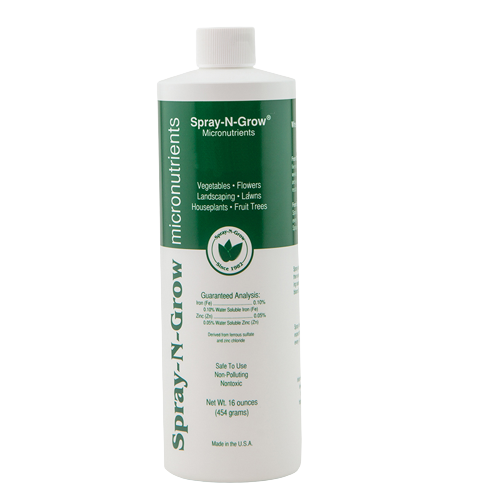 Spray-N-Grow®
Micronutrients
Vegetables • Flowers
Landscaping • Lawns
Houseplants • Fruit Trees
Spray-N-Grow
Since 1982
Guaranteed Analysis:
Iron (Fe) 0.10%
0.10% Water Soluble Iron (Fe)
Zinc (Zn) 0.05%
0.05% Water Soluble Zinc (Zn)
Derived from ferrous sulfate
and zinc chloride
Safe To Use
Non-Polluting
Nontoxic
Net Wt. 16 ounces
(454 grams)
Made in the U.S.A.
Spray-N-Grow
micronutrients